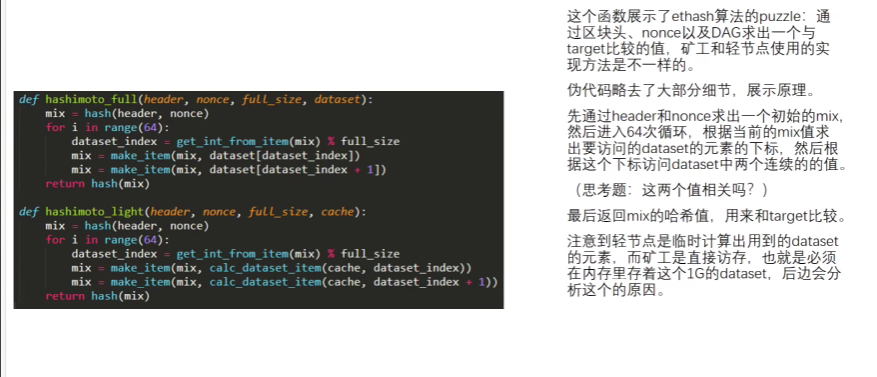 def hashimoto_full(header, nonce, full_size, dataset):
    mix = hash(header, nonce)
    for i in range(64):
        dataset_index = get_int_from_item(mix) % full_size
        mix = make_item(mix, dataset[dataset_index])
        mix = make_item(mix, dataset[dataset_index + 1])
    return hash(mix)
def hashimoto_light(header, nonce, full_size, cache):
    mix = hash(header, nonce)
    for i in range(64):
        dataset_index = get_int_from_item(mix) % full_size
        mix = make_item(mix, calc_dataset_item(cache, dataset_index))
        mix = make_item(mix, calc_dataset_item(cache, dataset_index + 1))
    return hash(mix)
这个函数展示了ethash算法的puzzle：通
过区块头、nonce以及DAG求出一个与
target比较的值，矿工和轻节点使用的实
现方法是不一样的。
伪代码略去了大部分细节，展示原理。
先通过header和nonce求出一个初始的mix,
然后进入64次循环，根据当前的mix值求
出要访问的dataset的元素的下标，然后根
据这个下标访问dataset中两个连续的的值。
（思考题：这两个值相关吗？）
最后返回mix的哈希值，用来和target比较。
注意到轻节点是临时计算出用到的dataset
的元素，而矿工是直接访存，也就是必须
在内存里存着这个1G的dataset，后边会分
析这个的原因。